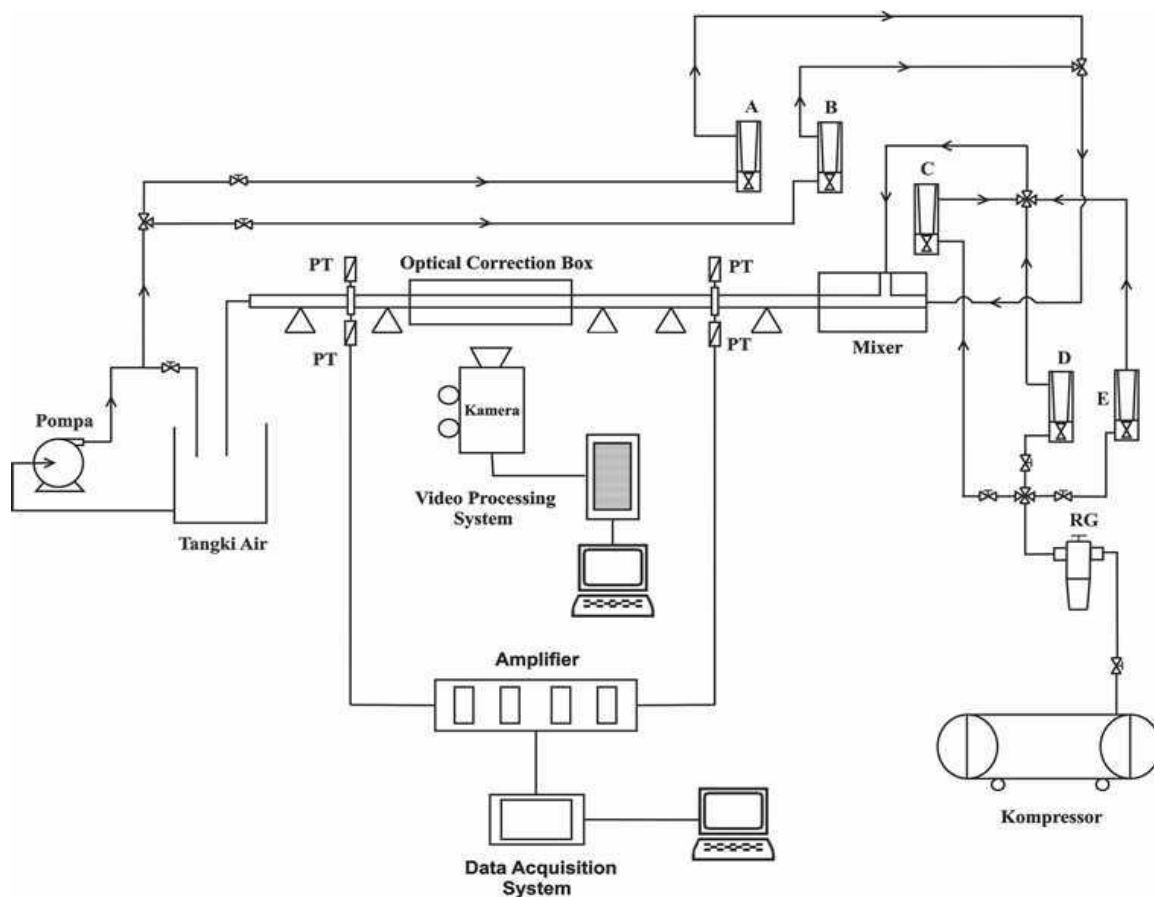 A
B
C
PT
Optical Correction Box
PT
PT
PT
Mixer
D
E
Pompa
Kamera
Video Processing
System
Tangki Air
RG
Amplifier
Kompressor
Data Acquisition
System